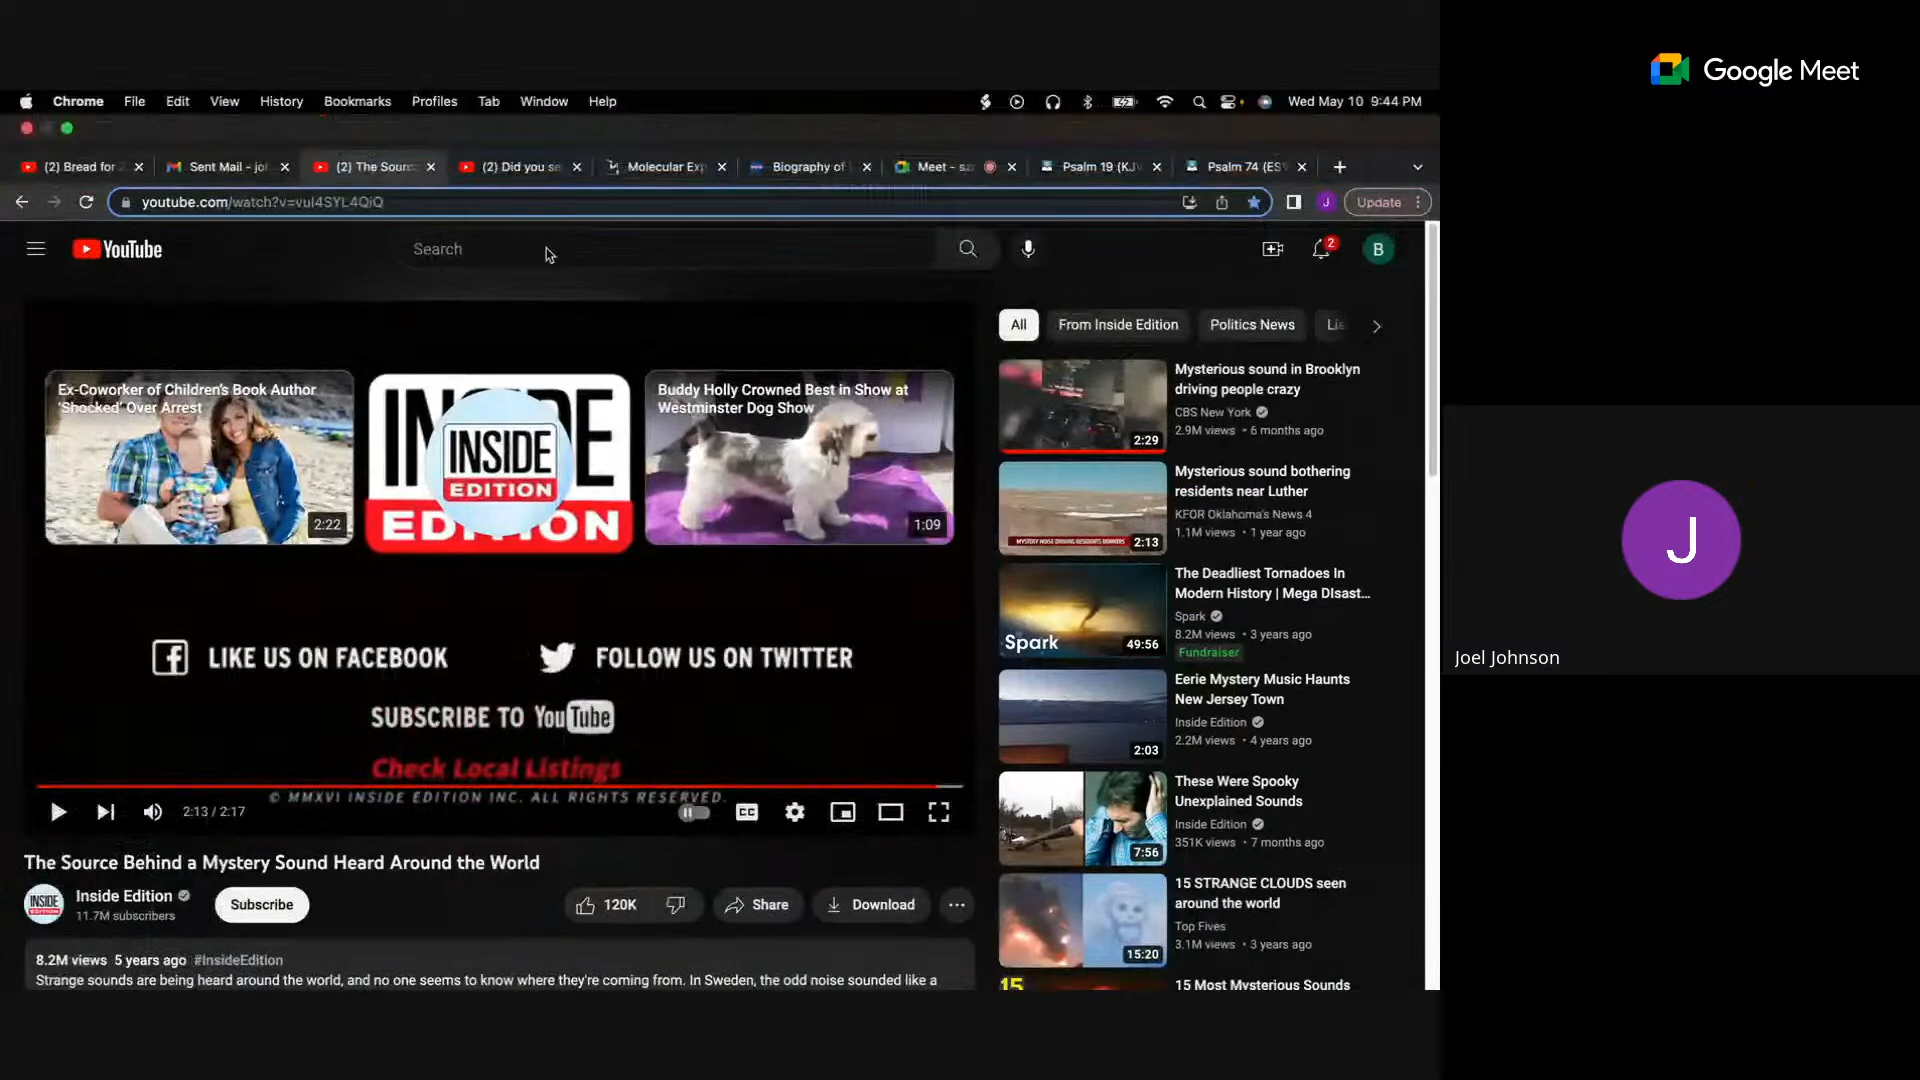 Google Meet
Chrome File Edit View History Bookmarks Profiles Tab Window Help
Wed May 10 9:44 PM
(2) Bread for
Sent Mail - jo
(2) The Sour
(2) Did you se
Molecular Exp
Biography of
Meet - sz
Psalm 19 (KJ
Psalm 74 (ES
youtube.com/watch?v=vul4SYL4QiQ
J
Update
YouTube
Search
2
B
Ex-Coworker of Children's Book Author
'Shocked' Over Arrest
2:22
INSIDE
EDITION
Buddy Holly Crowned Best in Show at
Westminster Dog Show
1:09
LIKE US ON FACEBOOK
FOLLOW US ON TWITTER
SUBSCRIBE TO YouTube
Check Local Listings
© MMXVI INSIDE EDITION INC. ALL RIGHTS RESERVED.
2:13 / 2:17
CC
The Source Behind a Mystery Sound Heard Around the World
INSIDE
EDITION
Inside Edition
11.7M subscribers
Subscribe
120K
Share
Download
8.2M views 5 years ago #InsideEdition
Strange sounds are being heard around the world, and no one seems to know where they're coming from. In Sweden, the odd noise sounded like a
All
From Inside Edition
Politics News
Mysterious sound in Brooklyn
driving people crazy
CBS New York
2.9M views • 6 months ago
2:29
Mysterious sound bothering
residents near Luther
KFOR Oklahoma's News 4
1.1M views • 1 year ago
MYSTERY NOISE DRIVING RESIDENTS BONKERS
2:13
The Deadliest Tornadoes In
Modern History | Mega DIsast...
Spark
8.2M views • 3 years ago
Fundraiser
Spark
49:56
Eerie Mystery Music Haunts
New Jersey Town
Inside Edition
2.2M views • 4 years ago
2:03
These Were Spooky
Unexplained Sounds
Inside Edition
351K views • 7 months ago
7:56
15 STRANGE CLOUDS seen
around the world
Top Fives
3.1M views • 3 years ago
15:20
15
15 Most Mysterious Sounds
J
Joel Johnson